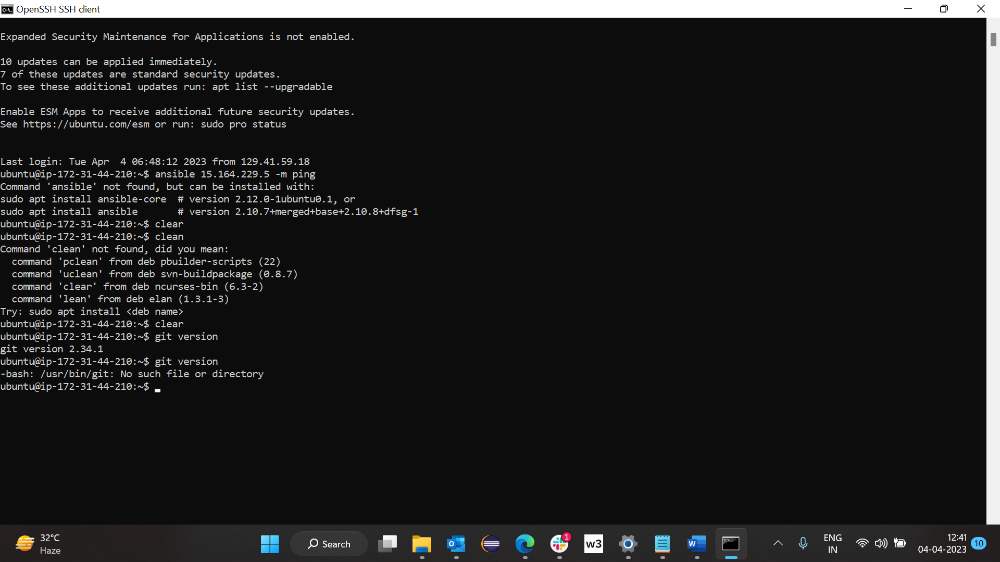 OpenSSH SSH client
Expanded Security Maintenance for Applications is not enabled.
10 updates can be applied immediately.
7 of these updates are standard security updates.
To see these additional updates run: apt list --upgradable
Enable ESM Apps to receive additional future security updates.
See https://ubuntu.com/esm or run: sudo pro status
Last login: Tue Apr  4 06:48:12 2023 from 129.41.59.18
ubuntu@ip-172-31-44-210:~$ ansible 15.164.229.5 -m ping
Command 'ansible' not found, but can be installed with:
sudo apt install ansible-core  # version 2.12.0-1ubuntu0.1, or
sudo apt install ansible       # version 2.10.7+merged+base+2.10.8+dfsg-1
ubuntu@ip-172-31-44-210:~$ clear
ubuntu@ip-172-31-44-210:~$ clean
Command 'clean' not found, did you mean:
  command 'pclean' from deb pbuilder-scripts (22)
  command 'uclean' from deb svn-buildpackage (0.8.7)
  command 'clear' from deb ncurses-bin (6.3-2)
  command 'lean' from deb elan (1.3.1-3)
Try: sudo apt install <deb name>
ubuntu@ip-172-31-44-210:~$ clear
ubuntu@ip-172-31-44-210:~$ git version
git version 2.34.1
ubuntu@ip-172-31-44-210:~$ git version
-bash: /usr/bin/git: No such file or directory
ubuntu@ip-172-31-44-210:~$
32°C
Haze
Search
1
w3
ENG
IN
12:41
04-04-2023
10